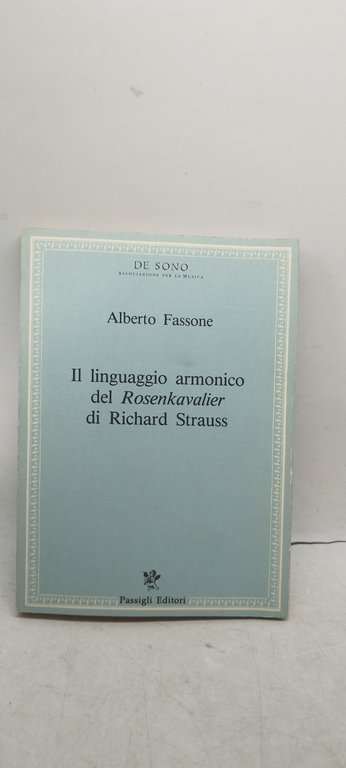 DE SONO
ASSOCIAZIONE PER LA MUSICA
Alberto Fassone
Il linguaggio armonico
del Rosenkavalier
di Richard Strauss
Passigli Editori